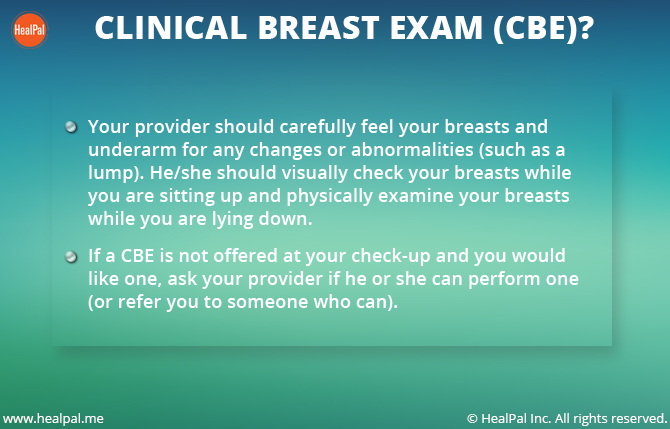 HealPal
CLINICAL BREAST EXAM (CBE)?
Your provider should carefully feel your breasts and
underarm for any changes or abnormalities (such as a
lump). He/she should visually check your breasts while
you are sitting up and physically examine your breasts
while you are lying down.
If a CBE is not offered at your check-up and you would
like one, ask your provider if he or she can perform one
(or refer you to someone who can).
www.healpal.me
© HealPal Inc. All rights reserved.